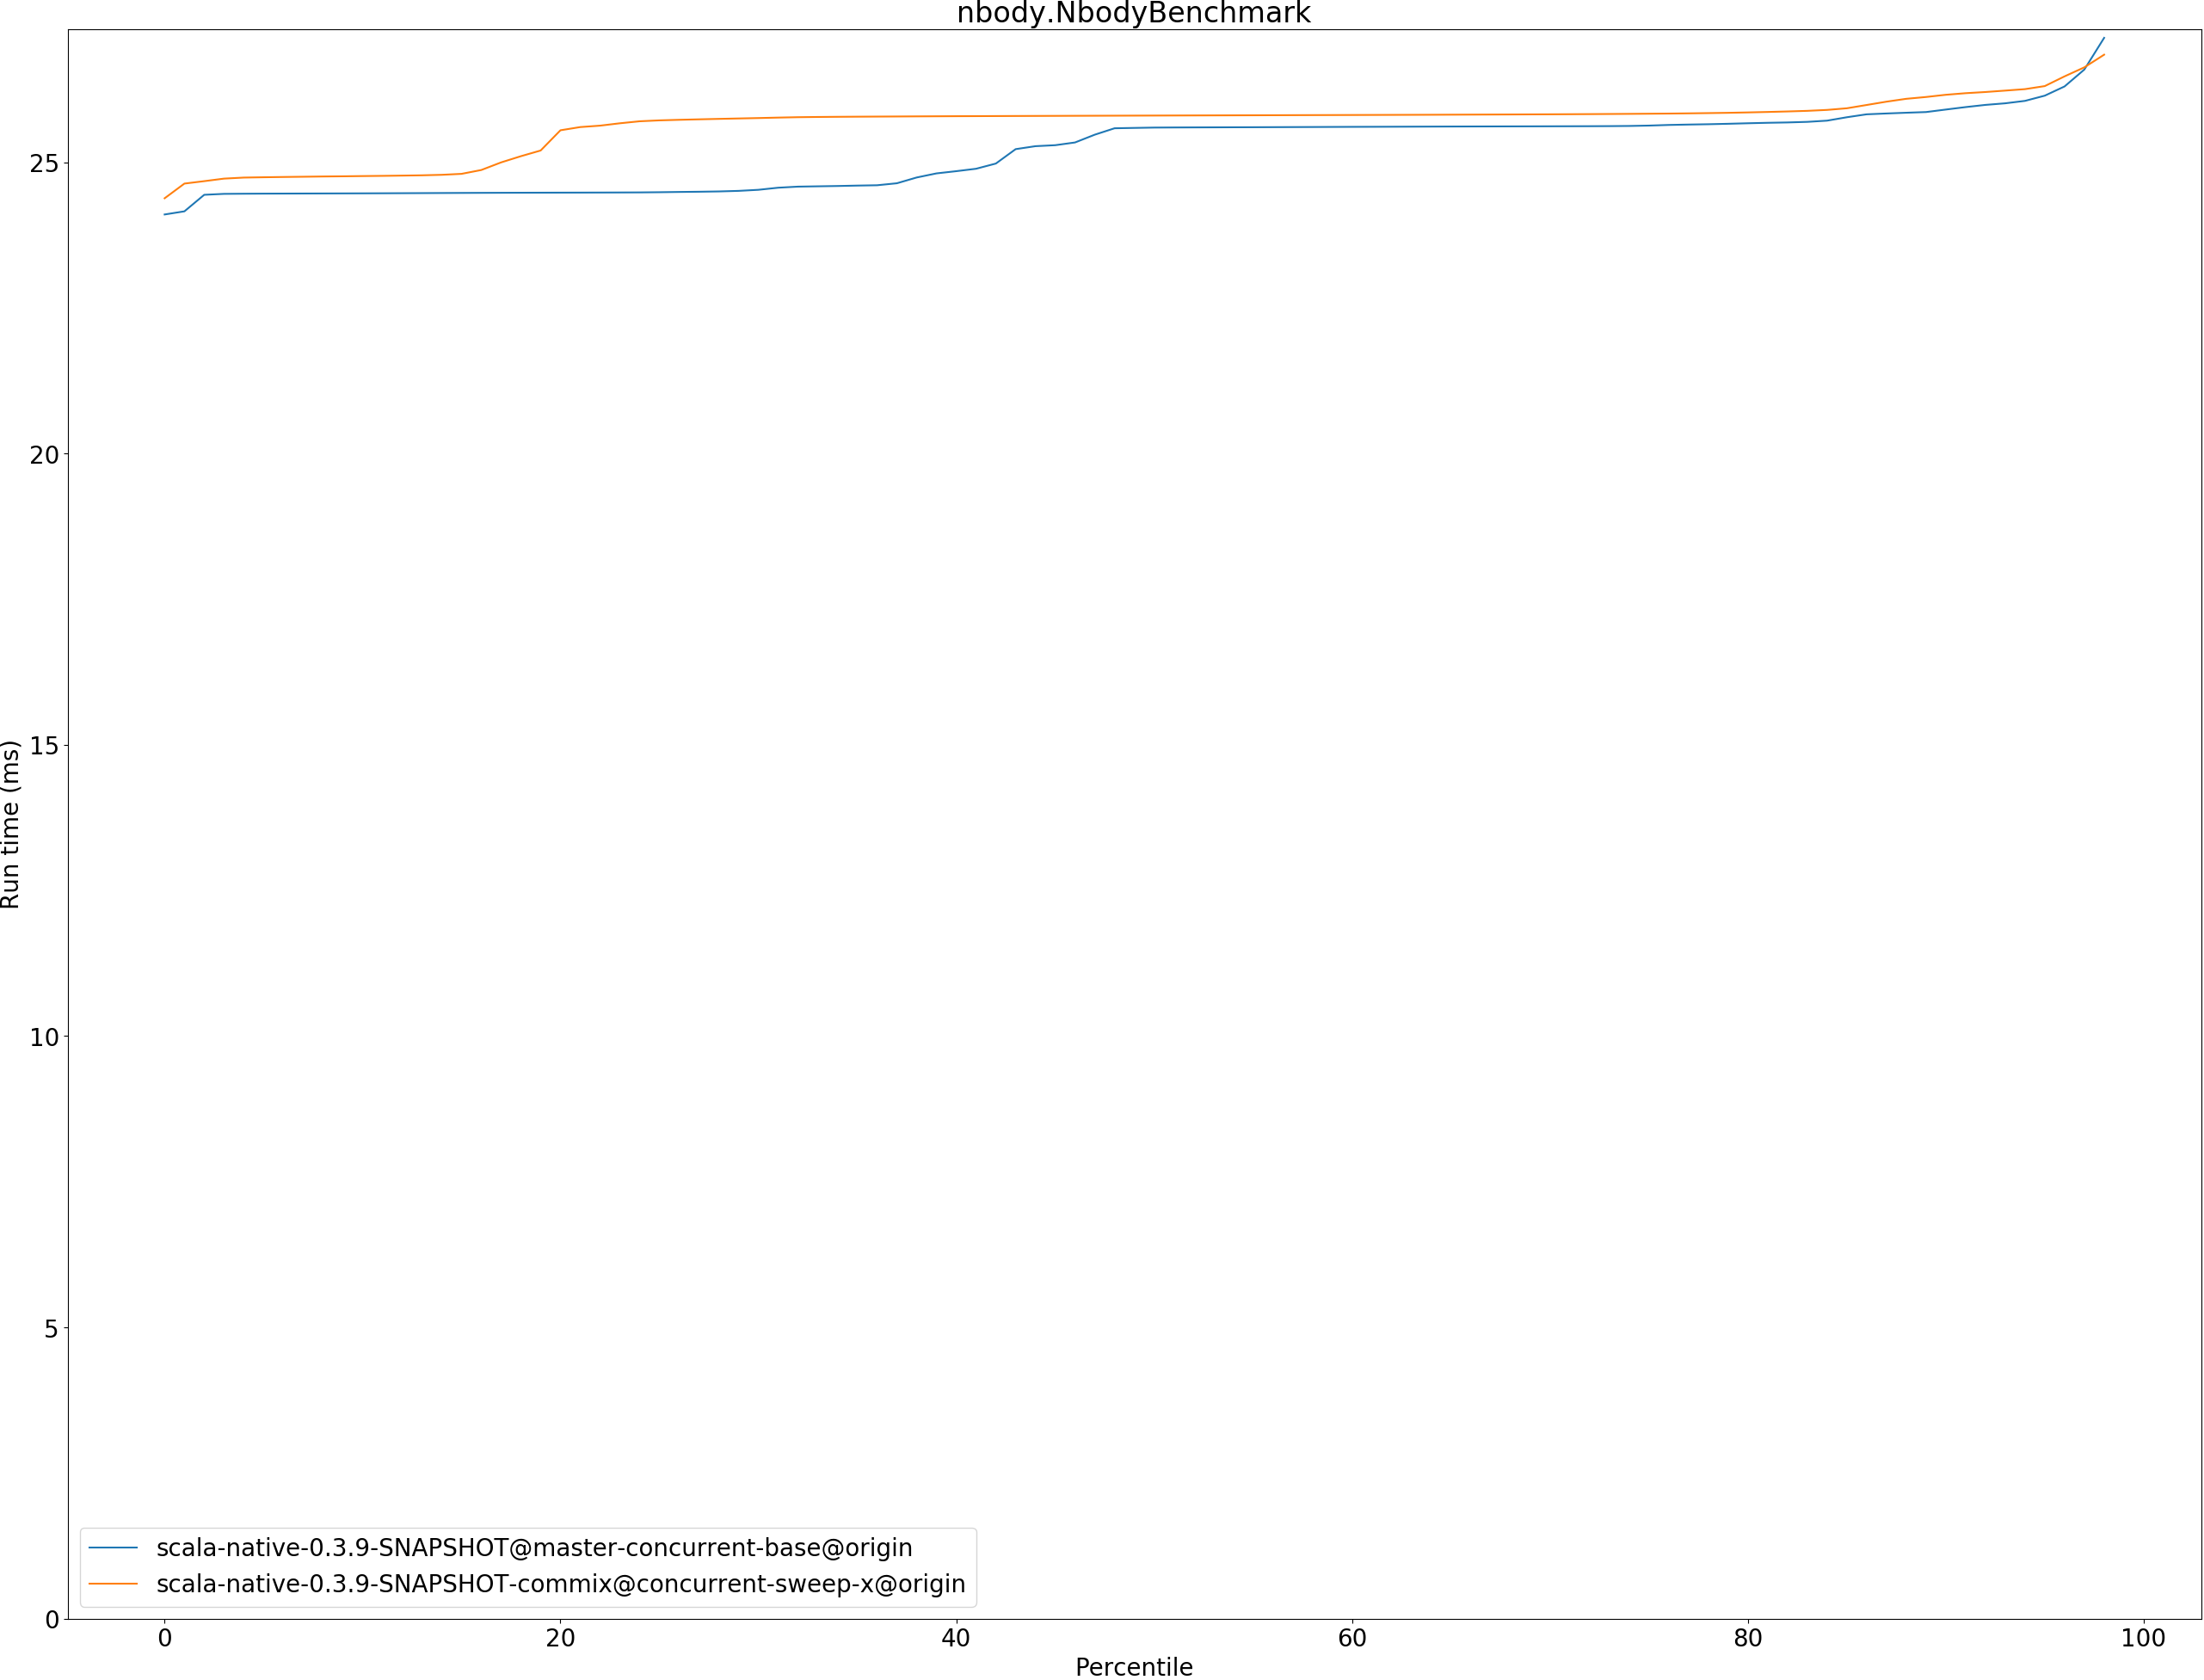 nbody.NbodyBenchmark
Run time (ms)
25
20
15
10
5
0
0 20 40 60 80 100
Percentile
scala-native-0.3.9-SNAPSHOT@master-concurrent-base@origin
scala-native-0.3.9-SNAPSHOT-commix@concurrent-sweep-x@origin